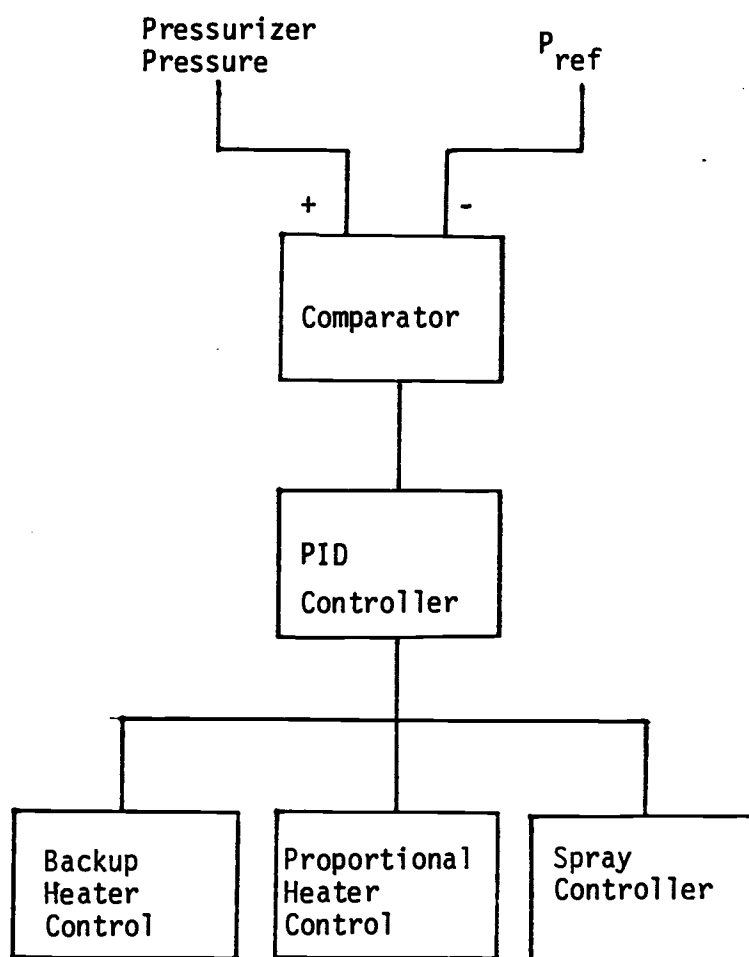 Pressurizer
Pressure
P ref
+
-
Comparator
PID
Controller
Backup
Heater
Control
Proportional
Heater
Control
Spray
Controller